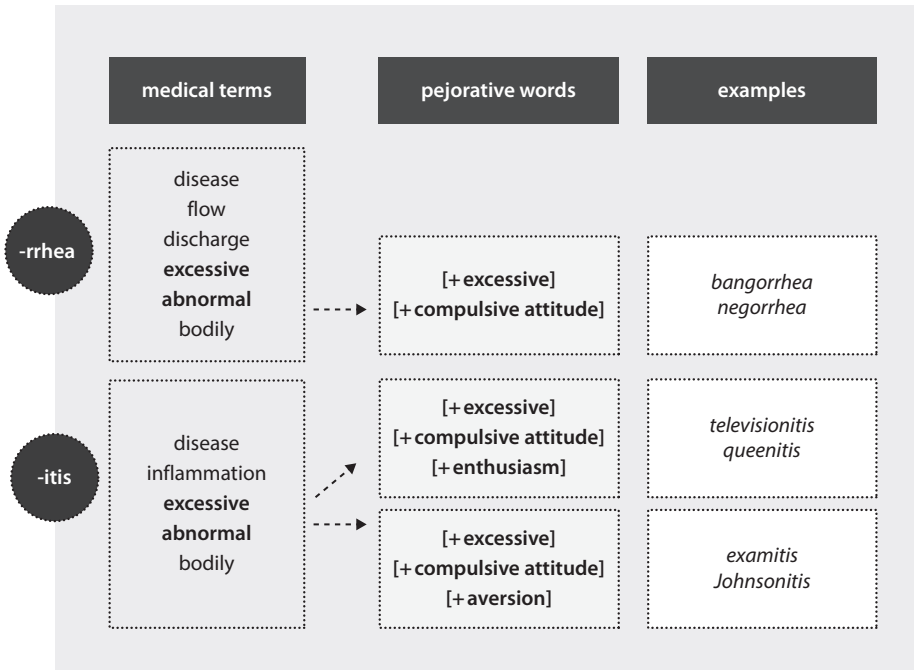 medical terms
pejorative words
examples
-rrhea
disease
flow
discharge
excessive
abnormal
bodily
[+excessive]
[+compulsive attitude]
bangorrhea
negorrhea
-itis
disease
inflammation
excessive
abnormal
bodily
[+excessive]
[+compulsive attitude]
[+enthusiasm]
televisionitis
queenitis
[+excessive]
[+compulsive attitude]
[+aversion]
examitis
Johnsonitis